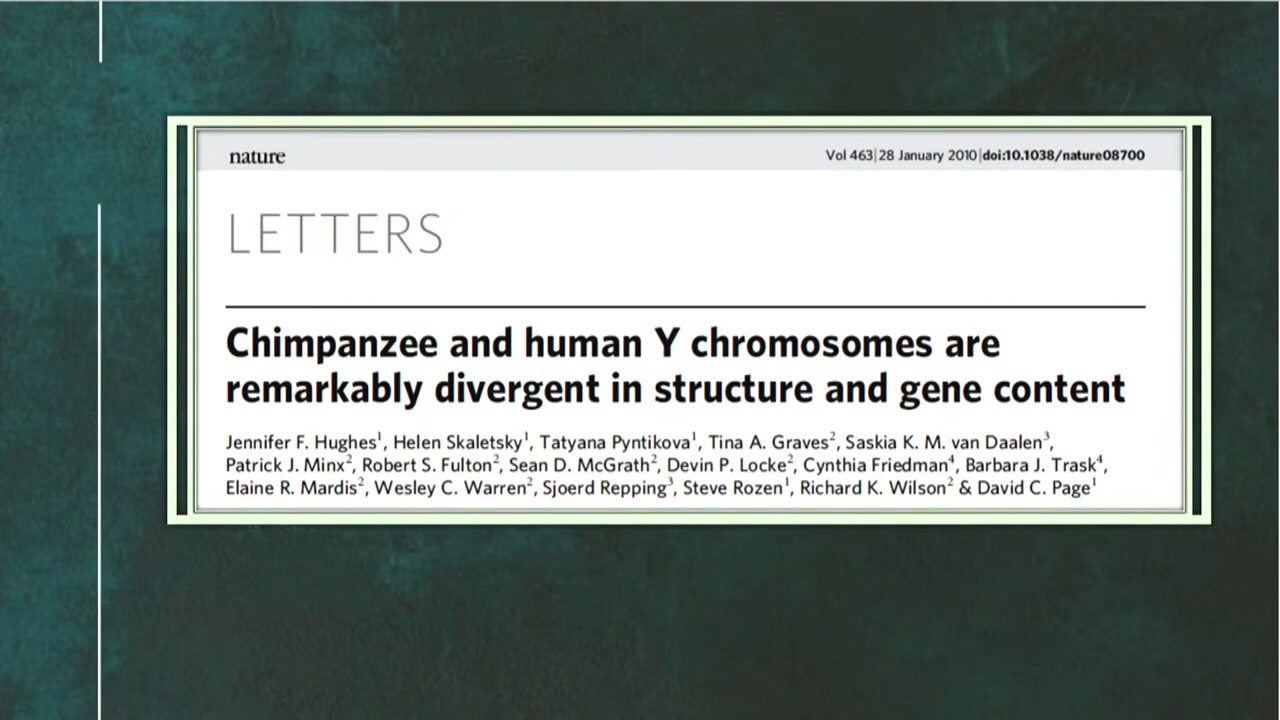 nature
Vol 463|28 January 2010|doi:10.1038/nature08700
LETTERS
Chimpanzee and human Y chromosomes are
remarkably divergent in structure and gene content
Jennifer F. Hughes¹, Helen Skaletsky¹, Tatyana Pyntikova¹, Tina A. Graves², Saskia K. M. van Daalen³,
Patrick J. Minx², Robert S. Fulton², Sean D. McGrath², Devin P. Locke², Cynthia Friedman⁴, Barbara J. Trask⁴,
Elaine R. Mardis², Wesley C. Warren², Sjoerd Repping³, Steve Rozen¹, Richard K. Wilson² & David C. Page¹